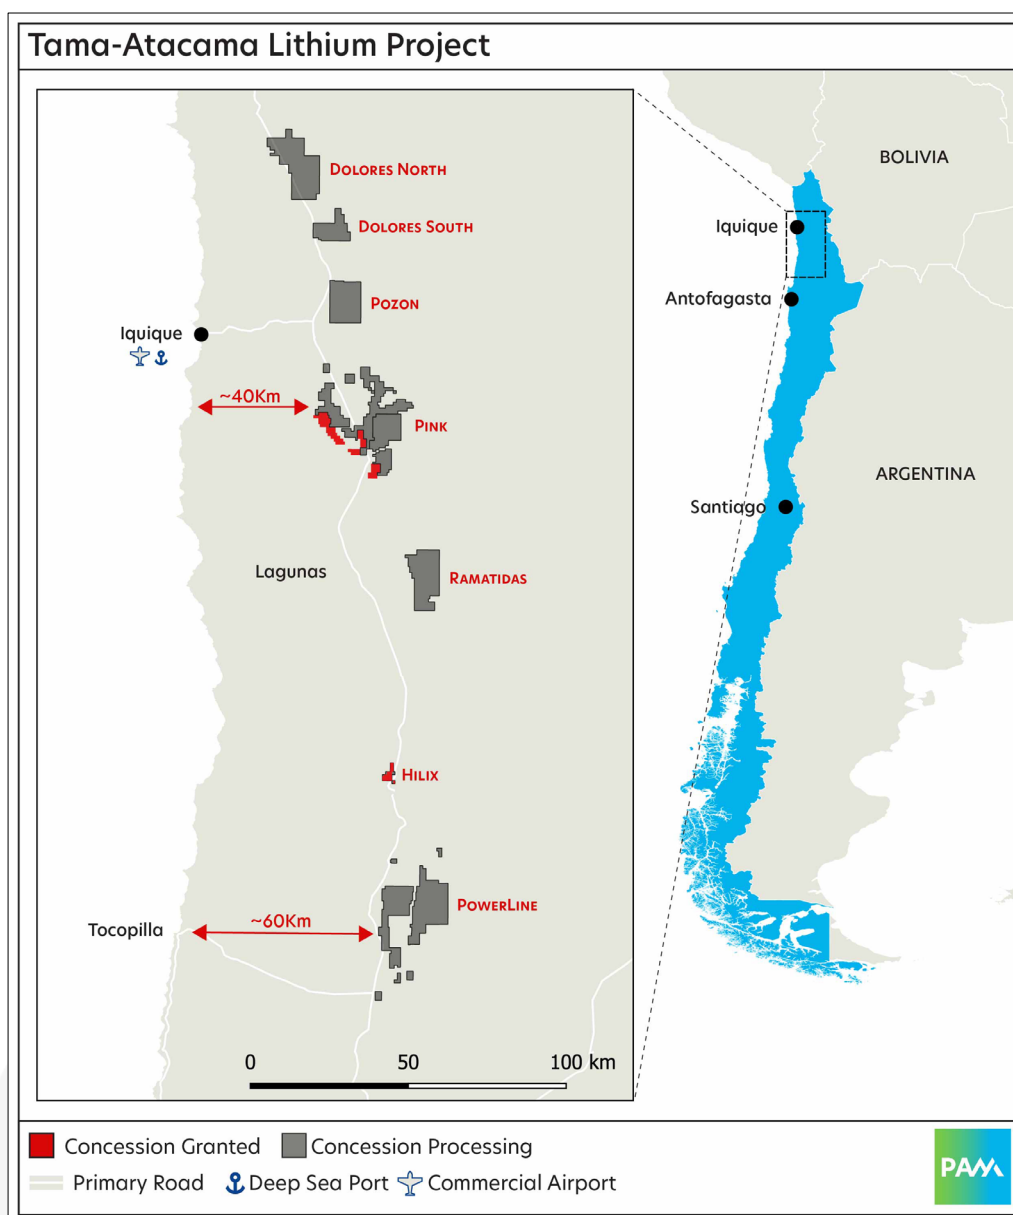 Tama-Atacama Lithium Project
Dolores North
Dolores South
Pozon
Iquique
~40Km
Pink
Lagunas
Ramatidas
Hilix
PowerLine
Tocopilla
~60Km
0 50 100 km
BOLIVIA
Iquique
Antofagasta
ARGENTINA
Santiago
Concession Granted Concession Processing
Primary Road Deep Sea Port Commercial Airport
PAM